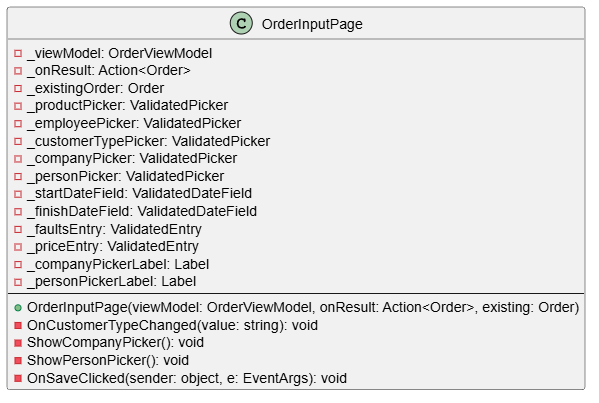 C OrderInputPage
_viewModel: OrderViewModel
_onResult: Action<Order>
_existingOrder: Order
_productPicker: ValidatedPicker
_employeePicker: ValidatedPicker
_customerTypePicker: ValidatedPicker
_companyPicker: ValidatedPicker
_personPicker: ValidatedPicker
_startDateField: ValidatedDateField
_finishDateField: ValidatedDateField
_faultsEntry: ValidatedEntry
_priceEntry: ValidatedEntry
_companyPickerLabel: Label
_personPickerLabel: Label
OrderInputPage(viewModel: OrderViewModel, onResult: Action<Order>, existing: Order)
OnCustomerTypeChanged(value: string): void
ShowCompanyPicker(): void
ShowPersonPicker(): void
OnSaveClicked(sender: object, e: EventArgs): void